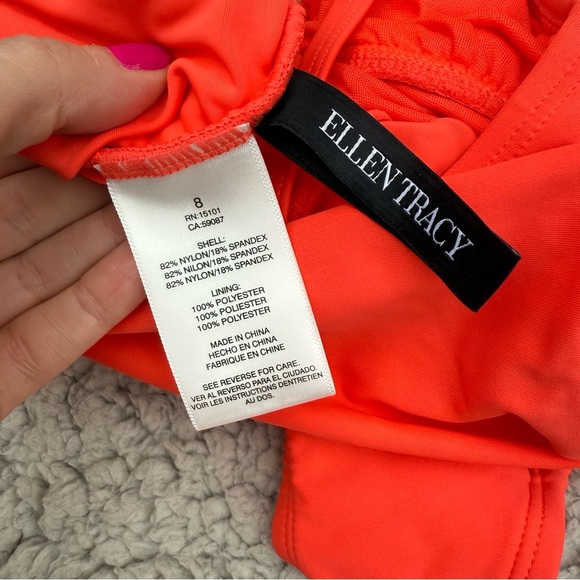 ELLEN TRACY
8
RN:15101
CA:59087
SHELL:
82% NYLON/18% SPANDEX
82% NILON/18% SPANDEX
82% NYLON/18% SPANDEX
LINING:
100% POLYESTER
100% POLIESTER
100% POLYESTER
MADE IN CHINA
HECHO EN CHINA
FABRIQUE EN CHINE
SEE REVERSE FOR CARE.
VER AL REVERSO PARA EL CIUDADO.
VOIR LES INSTRUCTIONS DENTRETIEN
AU DOS.